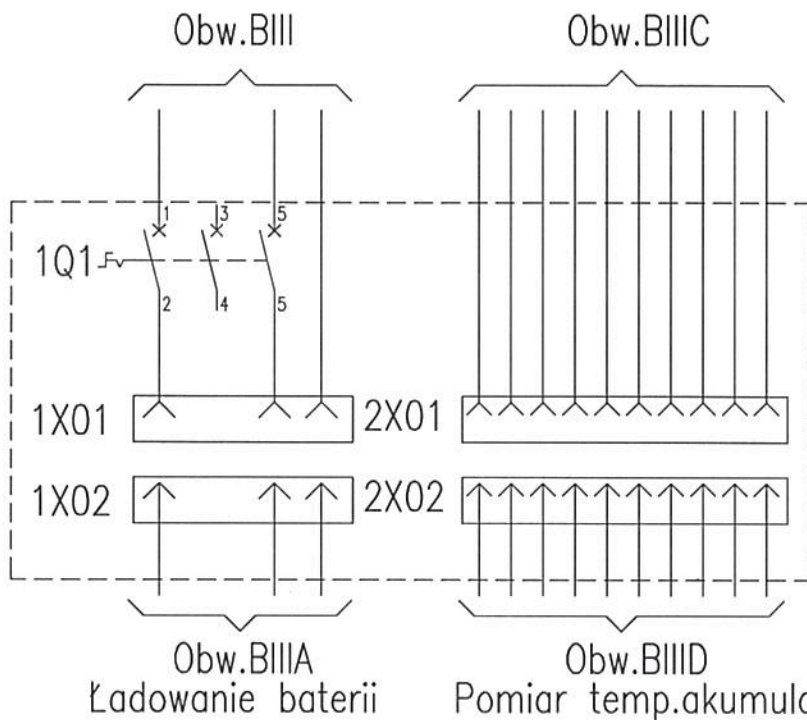 Obw.BIII
Obw.BIIIC
1 3 5
1Q1
2 4 5
1X01
2X01
1X02
2X02
Obw.BIIIA
Obw.BIIID
Ładowanie baterii
Pomiar temp.akumula